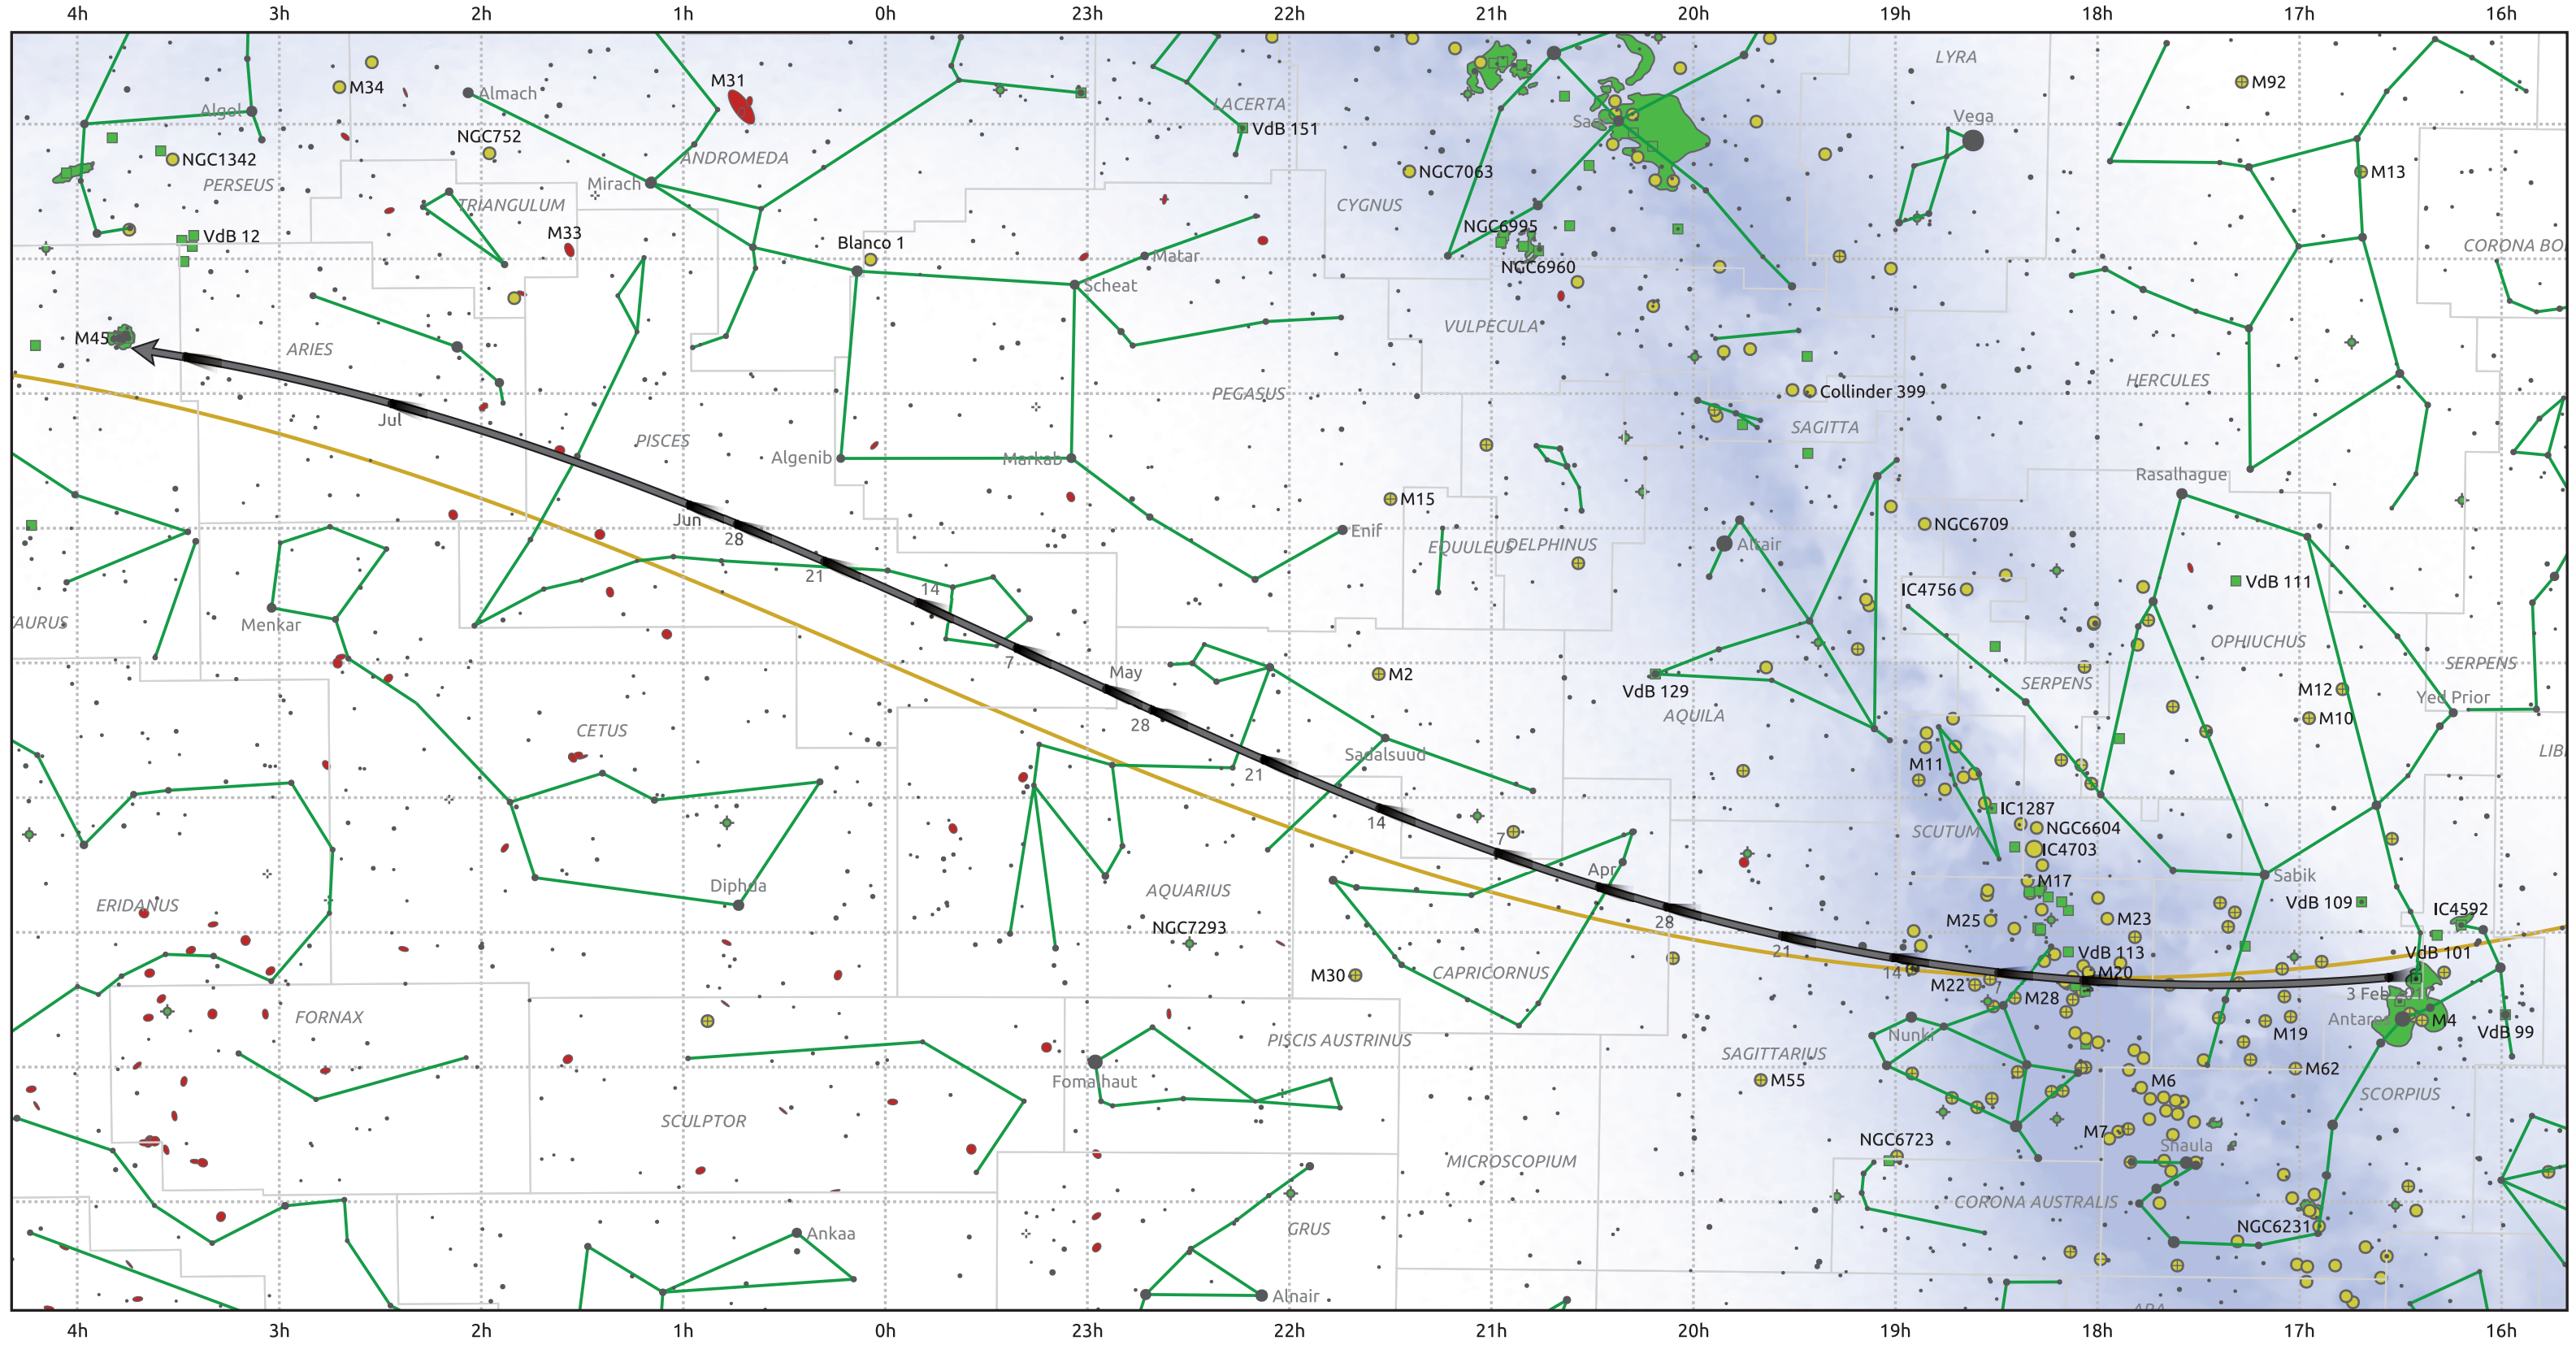 4h 3h 2h 1h 0h 23h 22h 21h 20h 19h 18h 17h 16h
LYRA
M31
M34
Almach
M92
Algol
LACERTA
VdB 151
Vega
NGC752
NGC1342
ANDROMEDA
NGC7063
M13
PERSEUS
Mirach
TRIANGULUM
CYGNUS
VdB 12
M33
Blanco 1
NGC6995
CORONA BO
Matar
NGC6960
Scheat
VULPECULA
M45
ARIES
HERCULES
PEGASUS
Collinder 399
Jul
SAGITTA
PISCES
Algenib
Markab
Rasalhague
M15
Jun
28
Enif
NGC6709
EQUULEUS
DELPHINUS
Altair
21
14
VdB 111
IC4756
Menkar
AURUS
OPHIUCHUS
7
May
M2
SERPENS
SERPENS
VdB 129
M12
Yed Prior
AQUILA
M10
28
CETUS
Sadalsuud
LIB
M11
21
IC1287
14
7
SCUTUM
NGC6604
IC4703
Apr
Sabik
M17
Diphda
AQUARIUS
ERIDANUS
VdB 109
IC4592
28
M25
M23
NGC7293
21
VdB 113
VdB 101
M30
CAPRICORNUS
14
M20
M22
7
3 Feb
M28
FORNAX
Antares
M4
M19
VdB 99
Nunki
PISCIS AUSTRINUS
SAGITTARIUS
M62
Fomalhaut
M55
M6
SCORPIUS
SCULPTOR
M7
NGC6723
Shaula
MICROSCOPIUM
CORONA AUSTRALIS
GRUS
NGC6231
Ankaa
Alnair
4h 3h 2h 1h 0h 23h 22h 21h 20h 19h 18h 17h 16h